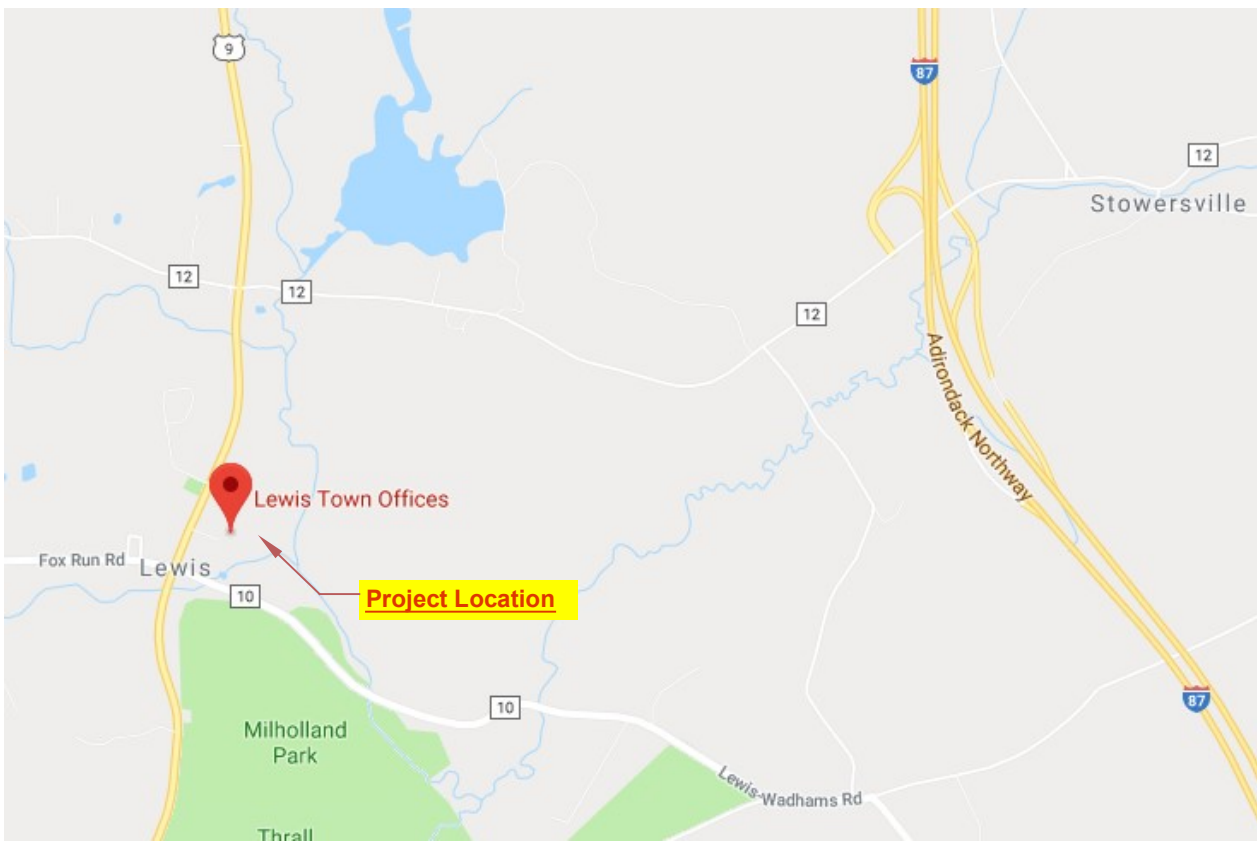 9
87
12
Stowersville
12
12
12
Adirondack Northway
Lewis Town Offices
Fox Run Rd
Lewis
10
Project Location
87
10
Milholland
Park
Lewis-Wadhams Rd
Thrall